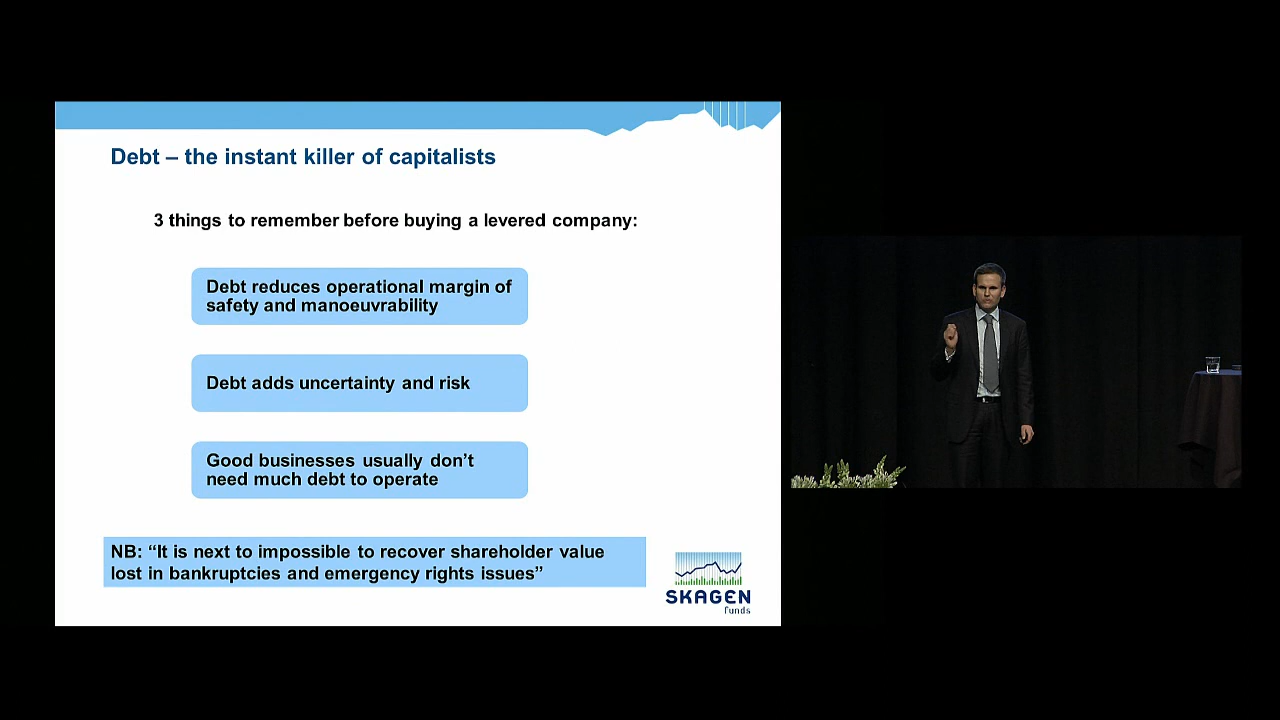 Debt – the instant killer of capitalists
3 things to remember before buying a levered company:
Debt reduces operational margin of
safety and manoeuvrability
Debt adds uncertainty and risk
Good businesses usually don’t
need much debt to operate
NB: “It is next to impossible to recover shareholder value
lost in bankruptcies and emergency rights issues”
SKAGEN
funds